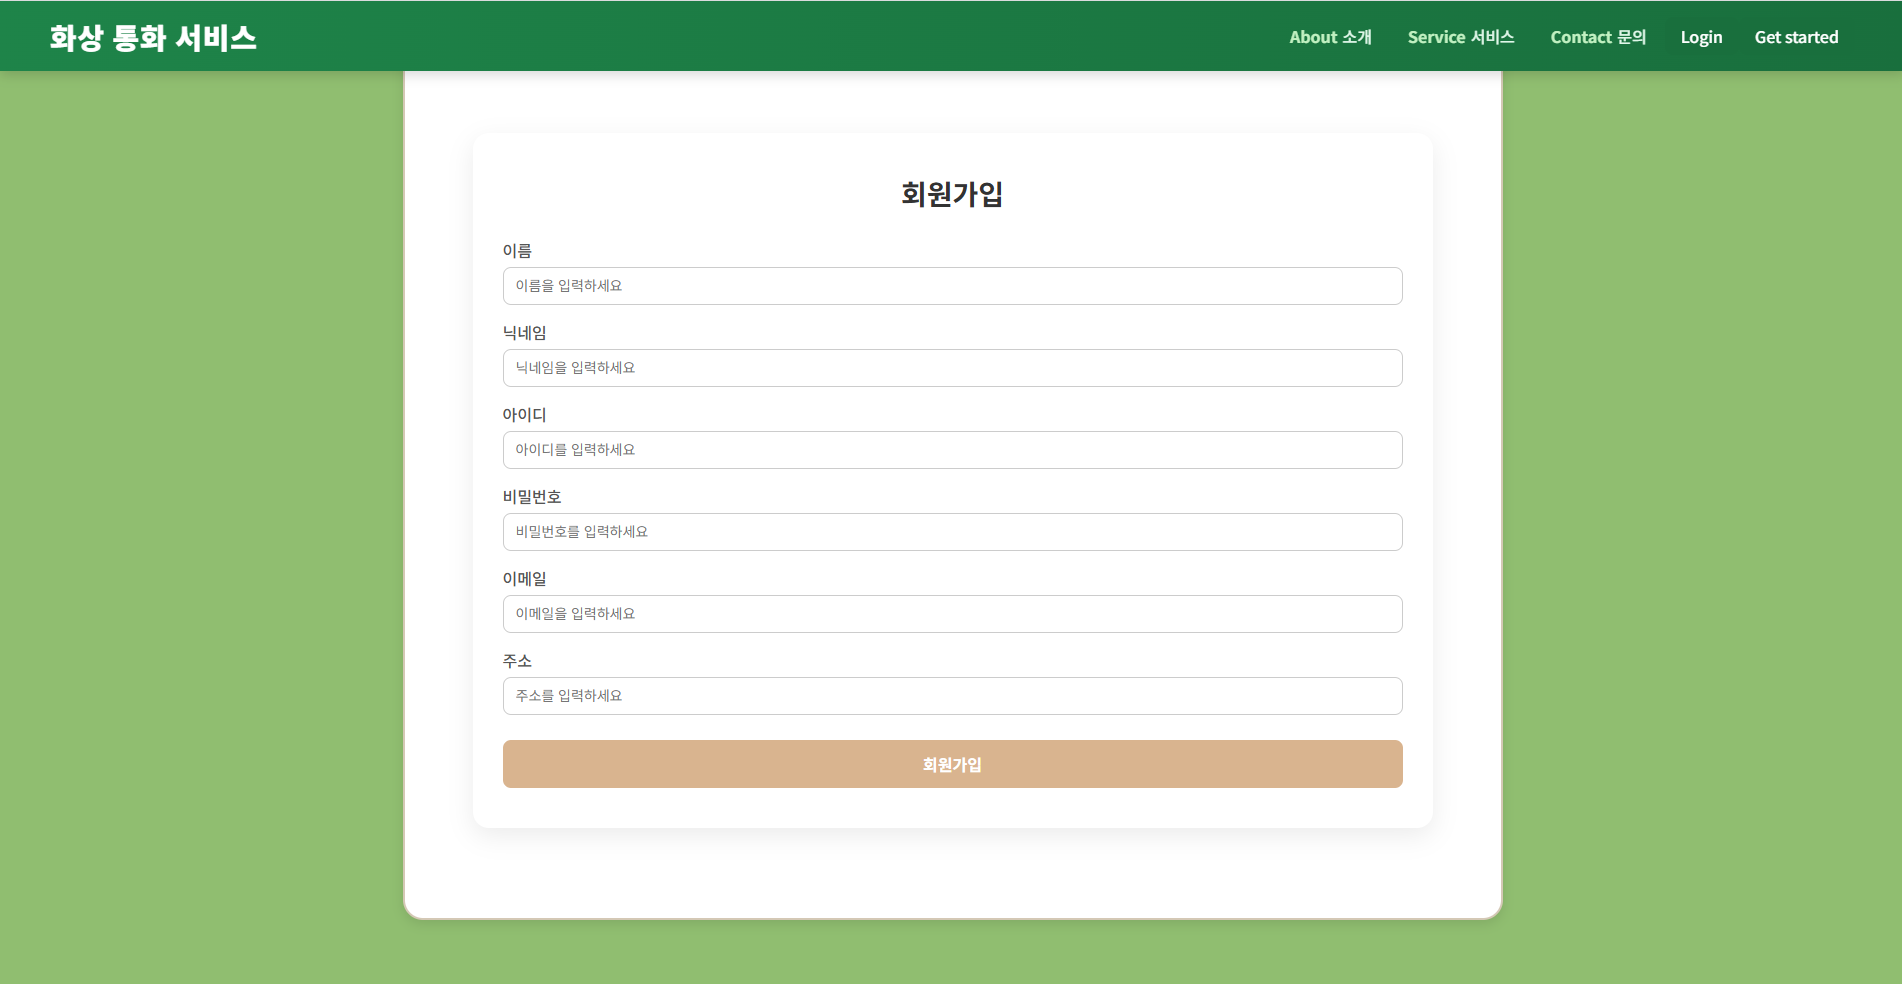 화상 통화 서비스
About 소개 Service 서비스 Contact 문의 Login Get started
회원가입
이름
이름을 입력하세요
닉네임
닉네임을 입력하세요
아이디
아이디를 입력하세요
비밀번호
비밀번호를 입력하세요
이메일
이메일을 입력하세요
주소
주소를 입력하세요
회원가입